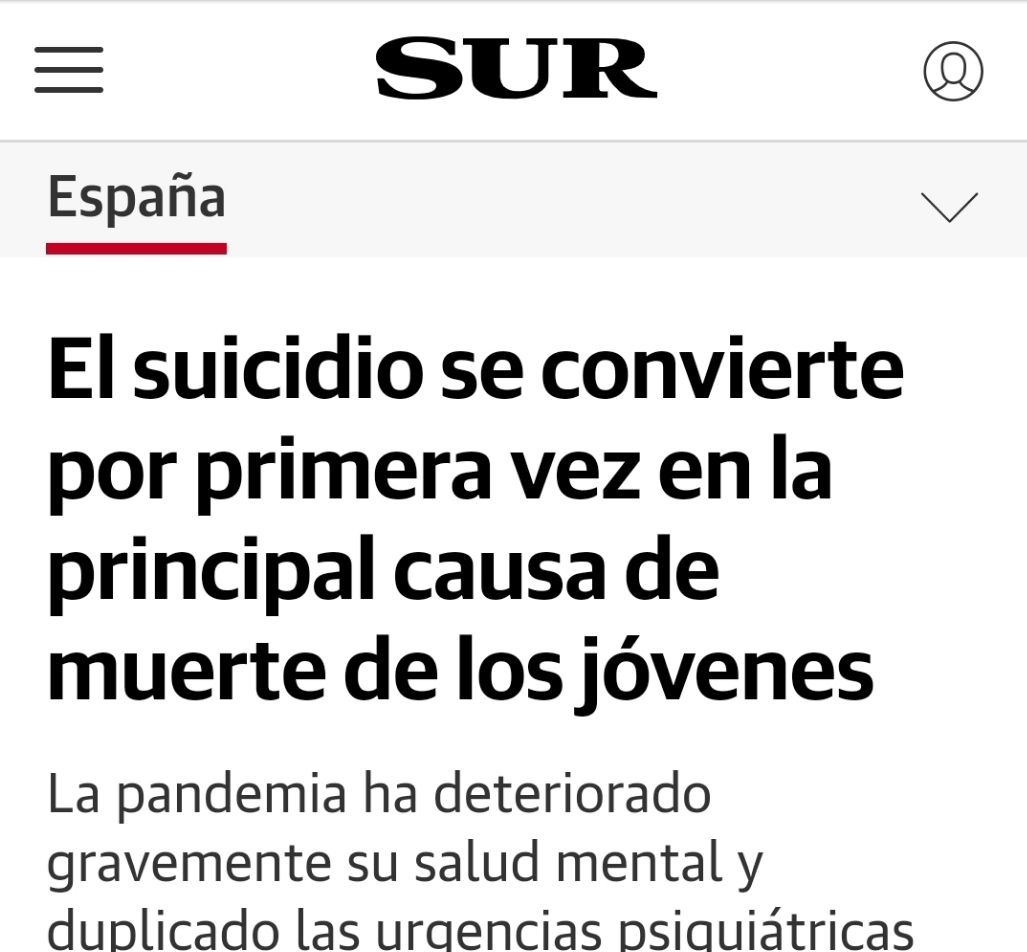 SUR
España
El suicidio se convierte
por primera vez en la
principal causa de
muerte de los jóvenes
La pandemia ha deteriorado
gravemente su salud mental y
duplicado las urgencias psiquiátricas